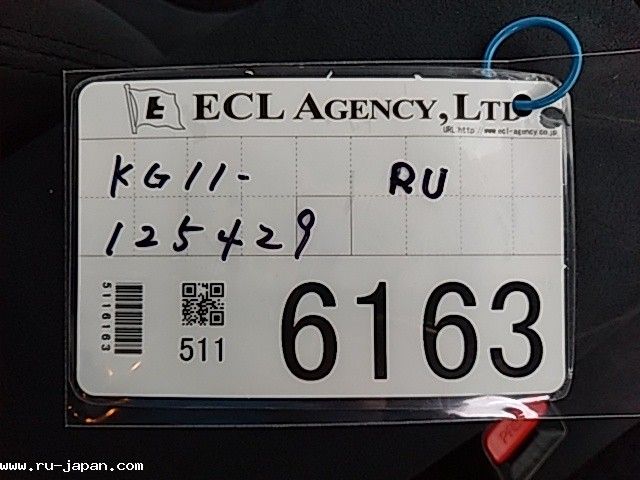 E ECL AGENCY, LTD
URL:http://www.ecl-agency.co.jp
KG11- RU
125429
5116163
511
6163
www.ru-japan.com